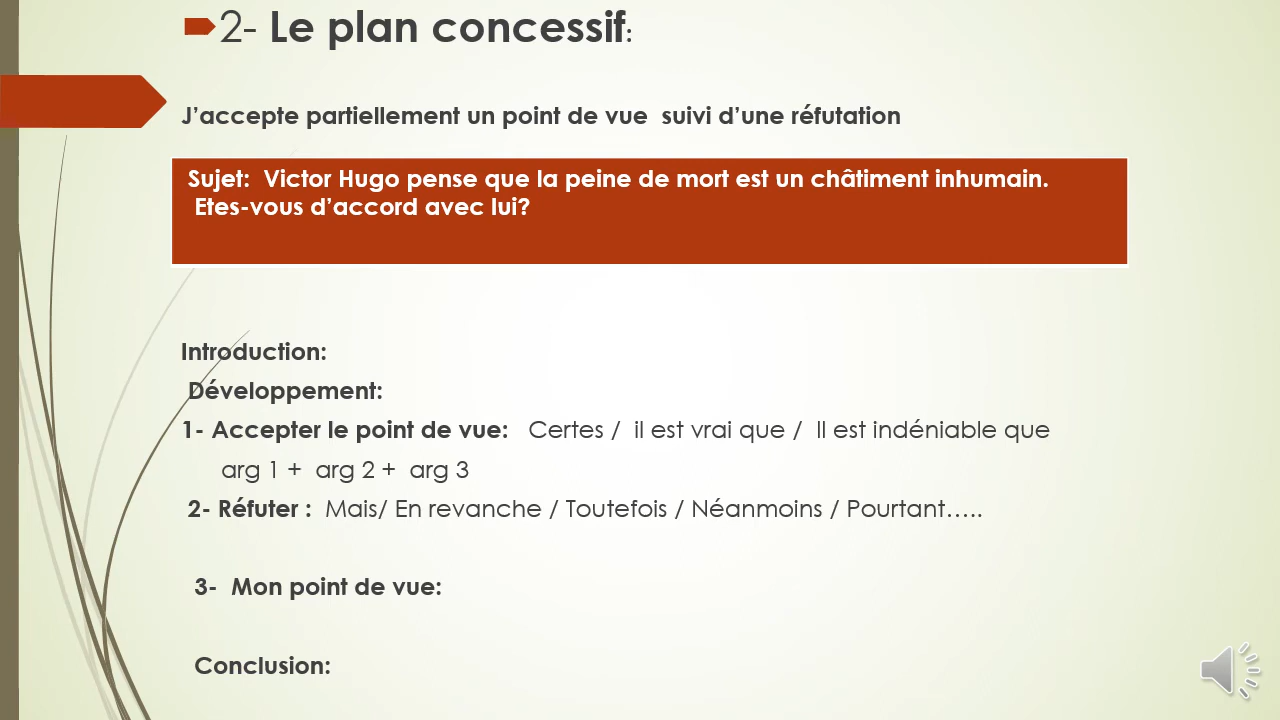 2- Le plan concessif:
J’accepte partiellement un point de vue suivi d’une réfutation
Sujet: Victor Hugo pense que la peine de mort est un châtiment inhumain.
Etes-vous d’accord avec lui?
Introduction:
Développement:
1- Accepter le point de vue: Certes / il est vrai que / Il est indéniable que
arg 1 + arg 2 + arg 3
2- Réfuter : Mais/ En revanche / Toutefois / Néanmoins / Pourtant…..
3- Mon point de vue:
Conclusion: